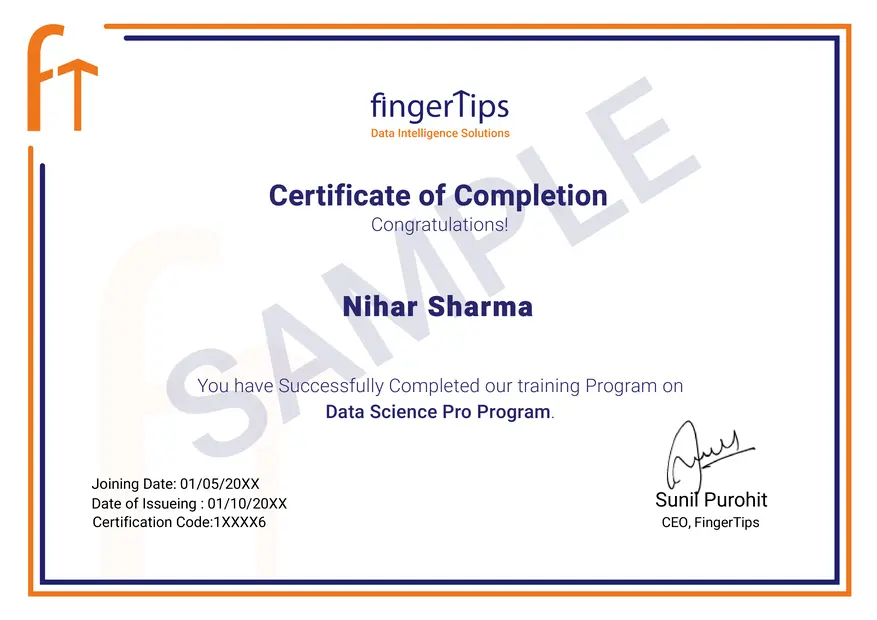 fT
fingerTips
Data Intelligence Solutions
Certificate of Completion
Congratulations!
SAMPLE
Nihar Sharma
You have Successfully Completed our training Program on
Data Science Pro Program.
Joining Date: 01/05/20XX
Date of Issueing : 01/10/20XX
Certification Code:1XXXX6
Sunil Purohit
CEO, FingerTips